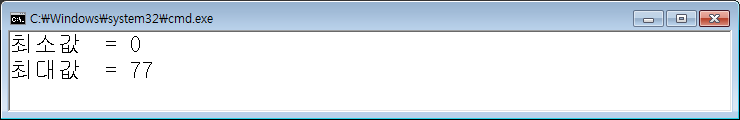 C:\Windows\system32\cmd.exe
최소값  = 0
최대값  = 77